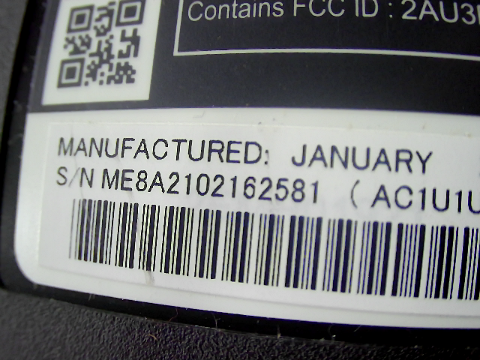 Contains FCC ID : 2AU3
MANUFACTURED: JANUARY
S/N ME8A2102162581 ( AC1U1U